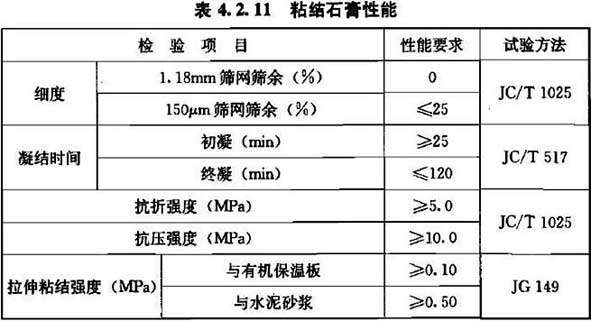 表 4.2.11 粘结石膏性能
检 验 项 目 性能要求 试验方法
细度 1.18mm 筛网筛余（%） 0 JC/T 1025
150μm 筛网筛余（%） ≤25
凝结时间 初凝（min） ≥25 JC/T 517
终凝（min） ≤120
抗折强度（MPa） ≥5.0 JC/T 1025
抗压强度（MPa） ≥10.0
拉伸粘结强度（MPa） 与有机保温板 ≥0.10 JG 149
与水泥砂浆 ≥0.50